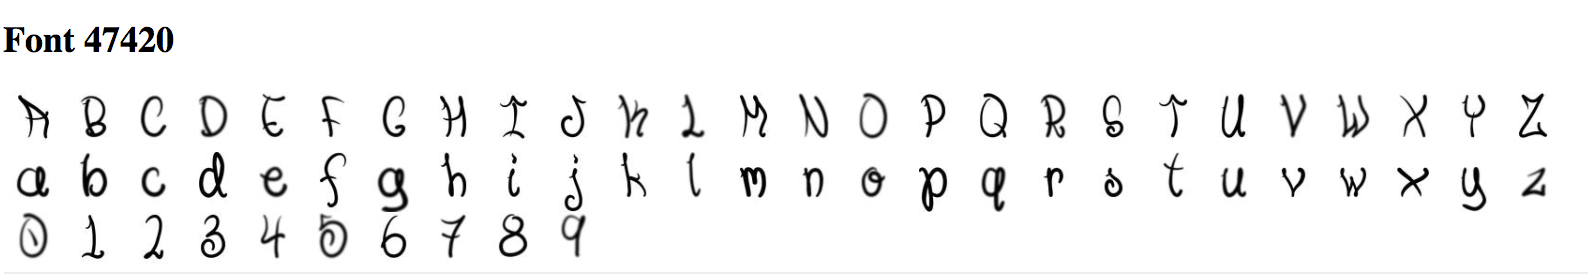 Font 47420
A B C D E F G H I J K L M N O P Q R S T U V W X Y Z
a b c d e f g h i j k l m n o p q r s t u v w x y z
0 1 2 3 4 5 6 7 8 9